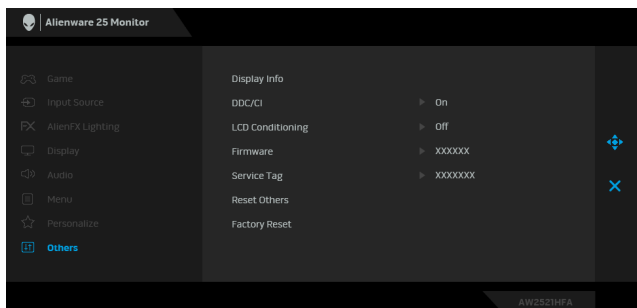 Alienware 25 Monitor
Game
Input Source
FX AlienFX Lighting
Display
Audio
Menu
Personalize
Others
Display Info
DDC/CI On
LCD Conditioning Off
Firmware XXXXXX
Service Tag XXXXXXX
Reset Others
Factory Reset
AW2521HFA